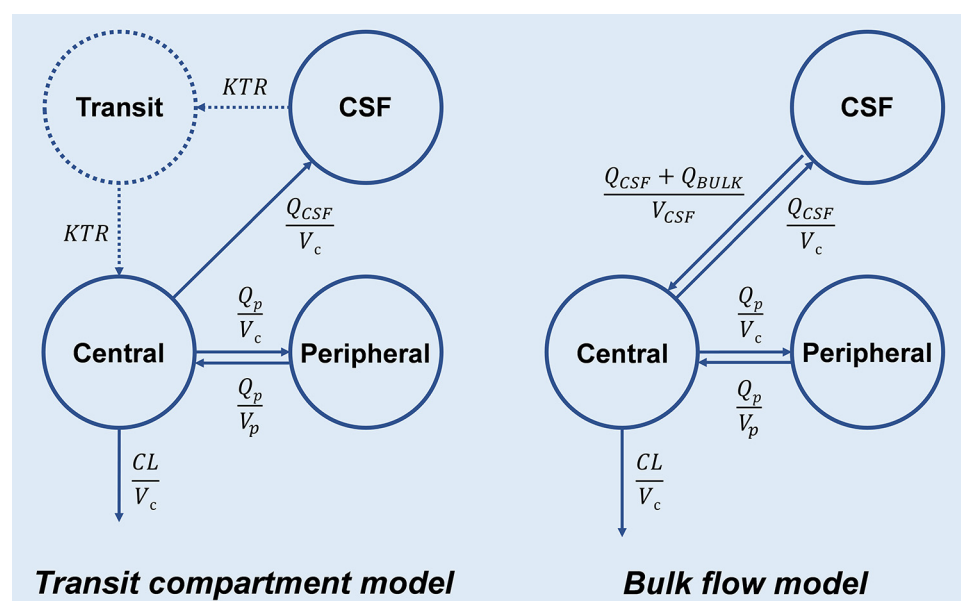 Transit
KTR
CSF
KTR
Q_CSF
V_c
Central
Q_p
V_c
Peripheral
Q_p
V_p
CL
V_c
Transit compartment model
CSF
Q_CSF + Q_BULK
V_CSF
Q_CSF
V_c
Central
Q_p
V_c
Peripheral
Q_p
V_p
CL
V_c
Bulk flow model